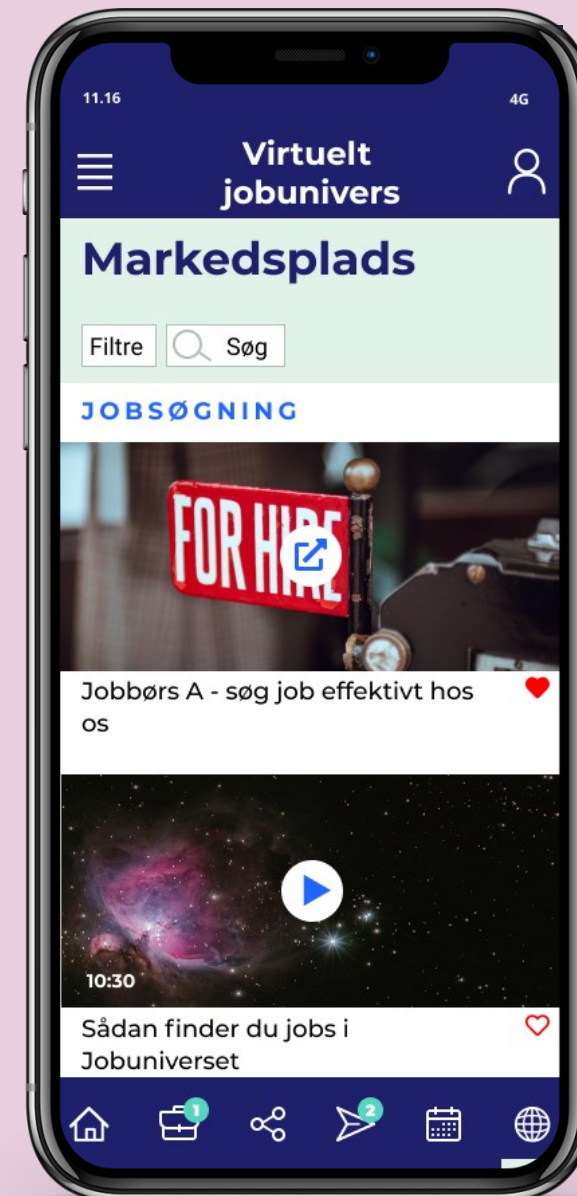 11.16
4G
Virtuelt
jobunivers
Markedsplads
Filtre
Søg
JOBSØGNING
FOR HIRE
Jobbørs A - søg job effektivt hos
os
10:30
Sådan finder du jobs i
Jobuniverset
1
2